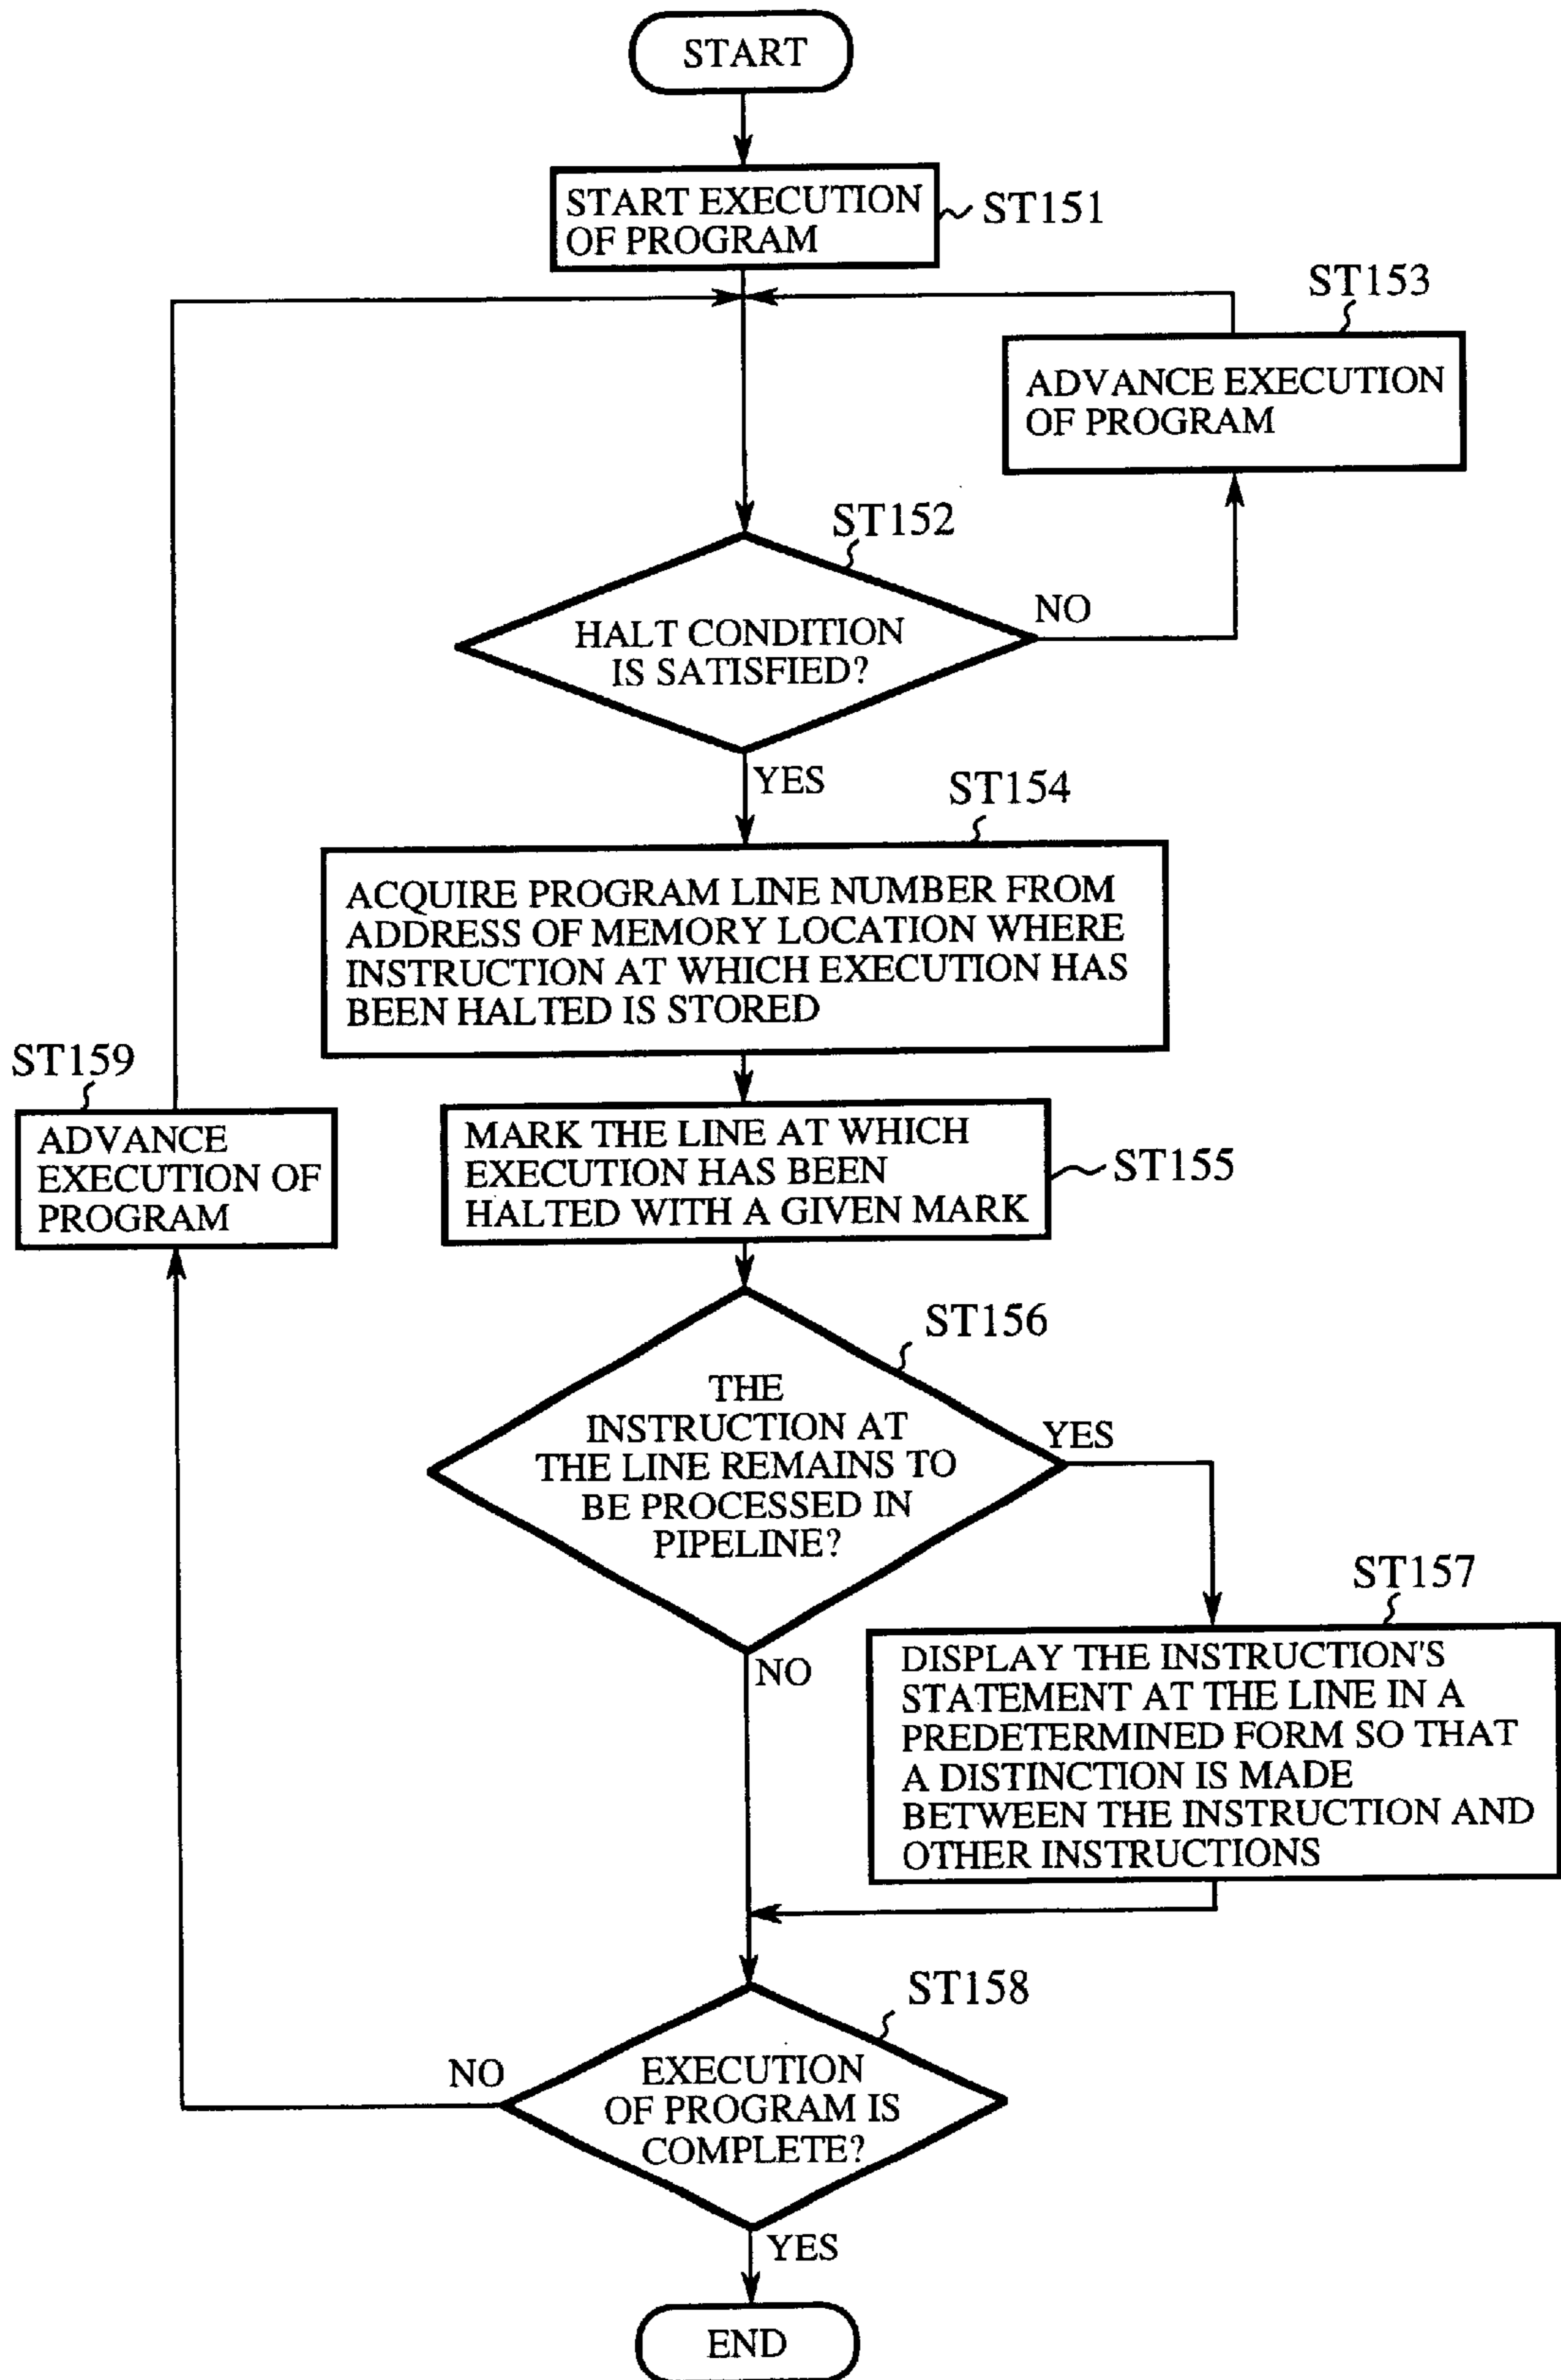 START
START EXECUTION
OF PROGRAM
ST151
ST153
ADVANCE EXECUTION
OF PROGRAM
ST152
HALT CONDITION
IS SATISFIED?
NO
YES
ST154
ACQUIRE PROGRAM LINE NUMBER FROM
ADDRESS OF MEMORY LOCATION WHERE
INSTRUCTION AT WHICH EXECUTION HAS
BEEN HALTED IS STORED
ST159
ADVANCE
EXECUTION OF
PROGRAM
MARK THE LINE AT WHICH
EXECUTION HAS BEEN
HALTED WITH A GIVEN MARK
ST155
ST156
THE
INSTRUCTION AT
THE LINE REMAINS TO
BE PROCESSED IN
PIPELINE?
YES
NO
ST157
DISPLAY THE INSTRUCTION'S
STATEMENT AT THE LINE IN A
PREDETERMINED FORM SO THAT
A DISTINCTION IS MADE
BETWEEN THE INSTRUCTION AND
OTHER INSTRUCTIONS
ST158
EXECUTION
OF PROGRAM IS
COMPLETE?
NO
YES
END